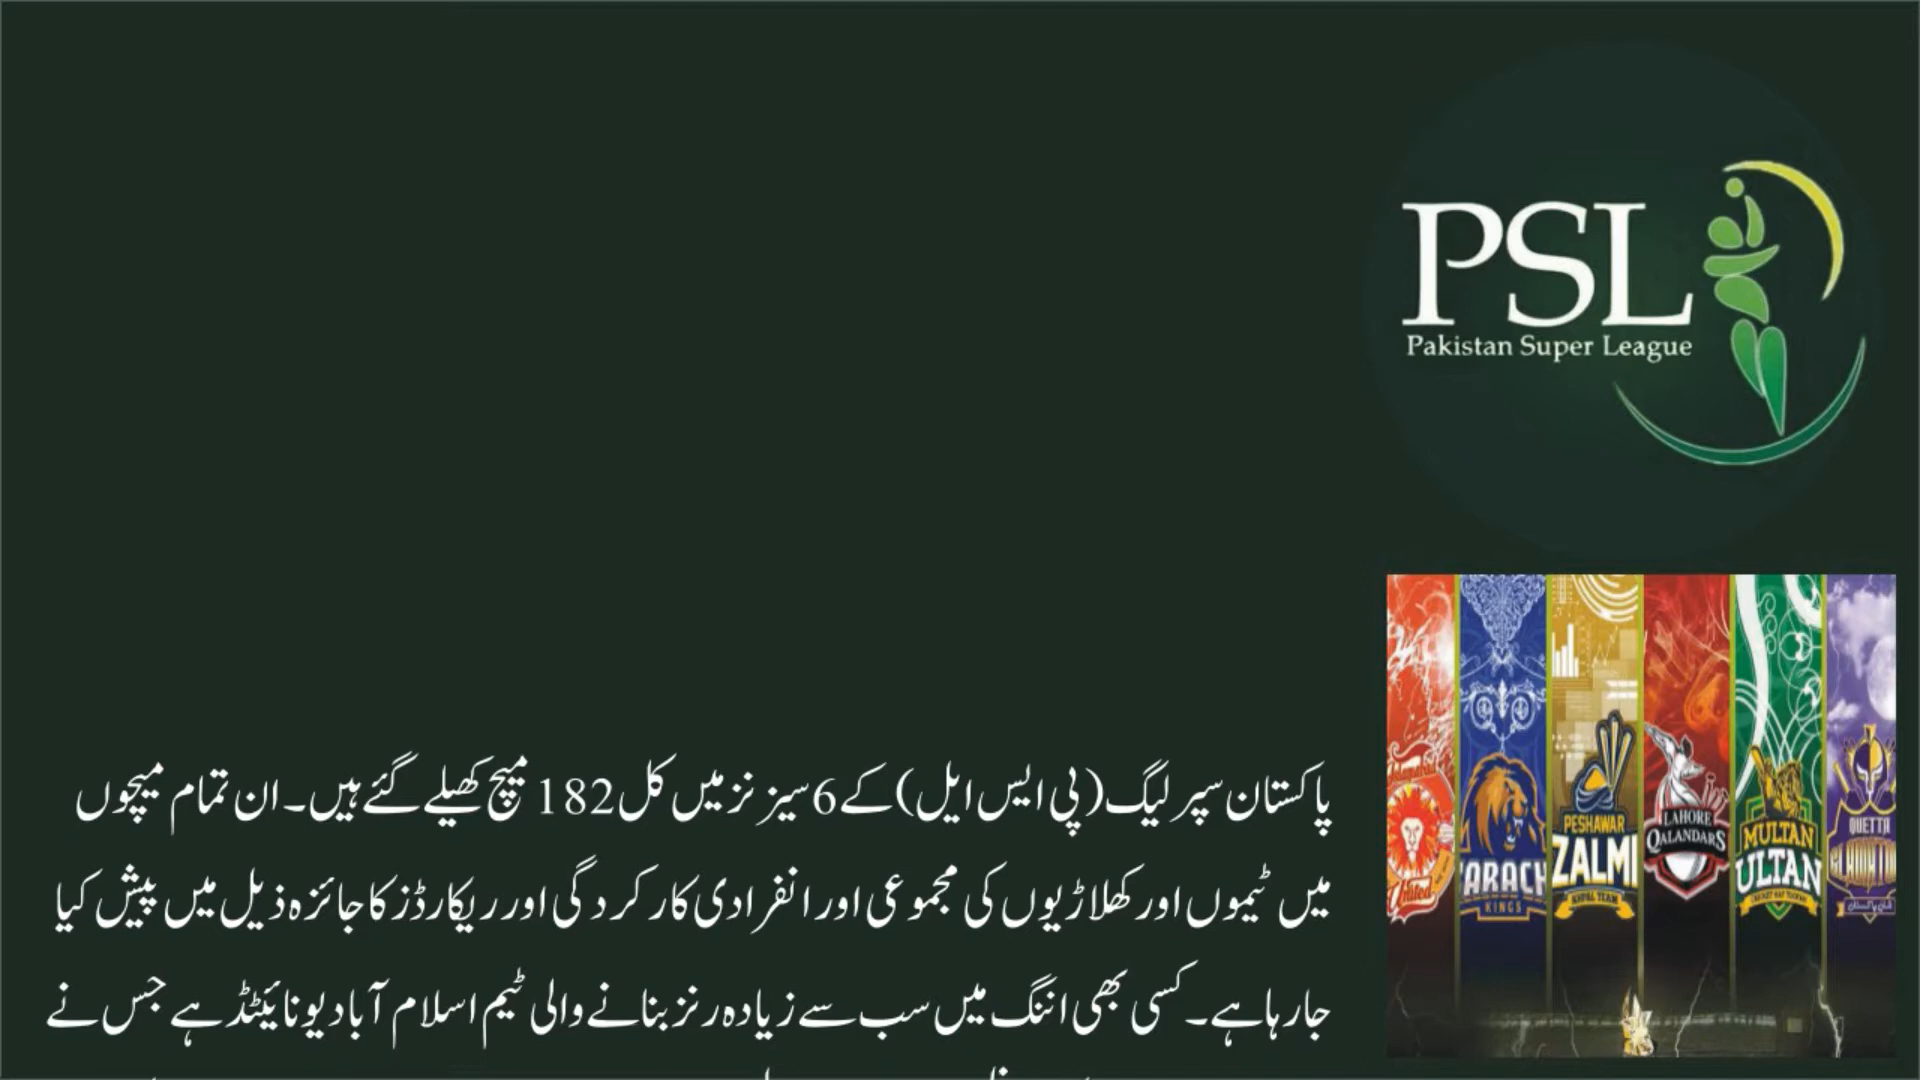 PSL
Pakistan Super League
پاکستان سپر لیگ (پی ایس ایل) کے 6 سیزنز میں کل 182 میچ کھیلے گئے ہیں۔ ان تمام میچوں
میں ٹیموں اور کھلاڑیوں کی مجموعی اور انفرادی کارکردگی اور ریکارڈز کا جائزہ ذیل میں پیش کیا
جارہا ہے۔ کسی بھی اننگ میں سب سے زیادہ رنز بنانے والی ٹیم اسلام آباد یونائیٹڈ ہے جس نے
United
KARACHI
KINGS
PESHAWAR
ZALMI
LAHORE
QALANDARS
MULTAN
ULTAN
QUETTA